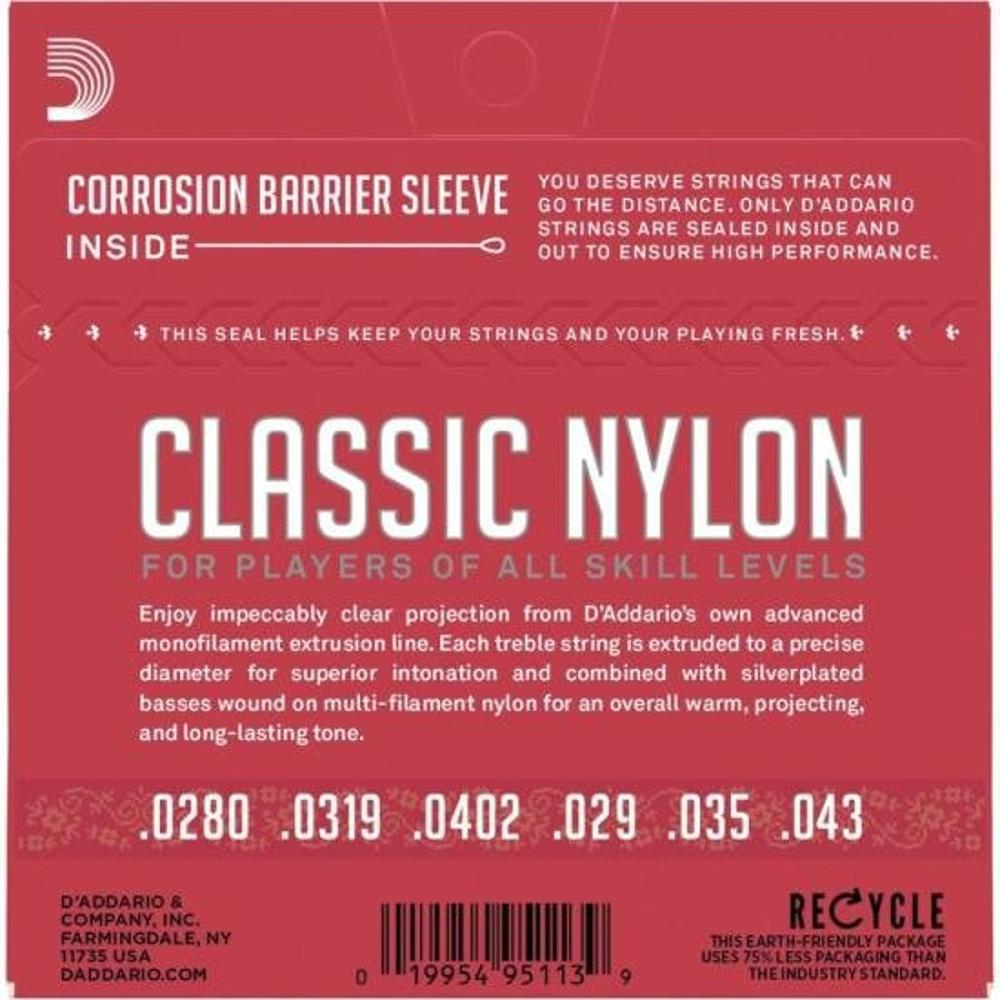 CORROSION BARRIER SLEEVE
INSIDE
YOU DESERVE STRINGS THAT CAN
GO THE DISTANCE. ONLY D'ADDARIO
STRINGS ARE SEALED INSIDE AND
OUT TO ENSURE HIGH PERFORMANCE.
THIS SEAL HELPS KEEP YOUR STRINGS AND YOUR PLAYING FRESH.
CLASSIC NYLON
FOR PLAYERS OF ALL SKILL LEVELS
Enjoy impeccably clear projection from D'Addario's own advanced
monofilament extrusion line. Each treble string is extruded to a precise
diameter for superior intonation and combined with silverplated
basses wound on multi-filament nylon for an overall warm, projecting,
and long-lasting tone.
.0280 .0319 .0402 .029 .035 .043
D'ADDARIO &
COMPANY, INC.
FARMINGDALE, NY
11735 USA
DADDARIO.COM
0 19954 95113 9
RECYCLE
THIS EARTH-FRIENDLY PACKAGE
USES 75% LESS PACKAGING THAN
THE INDUSTRY STANDARD.